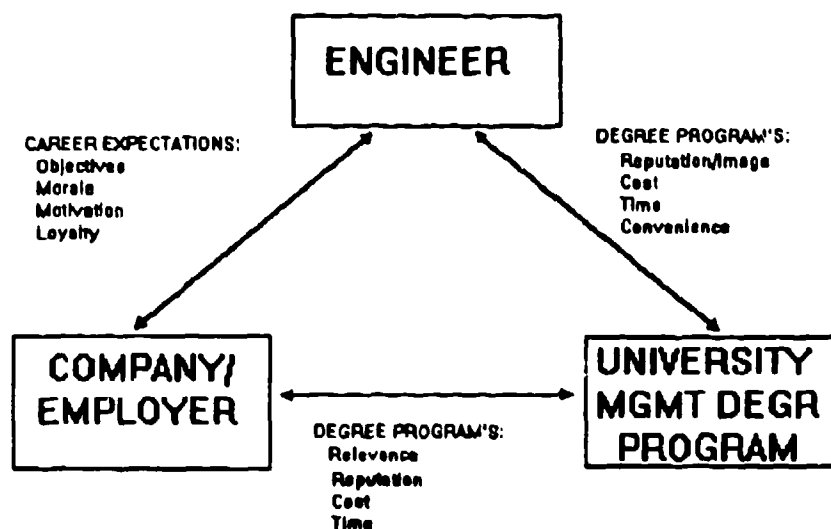 ENGINEER
CAREER EXPECTATIONS:
Objectives
Morale
Motivation
Loyalty
DEGREE PROGRAM'S:
Reputation/Image
Cost
Time
Convenience
COMPANY/
EMPLOYER
UNIVERSITY
MGMT DEGR
PROGRAM
DEGREE PROGRAM'S:
Relevance
Reputation
Cost
Time